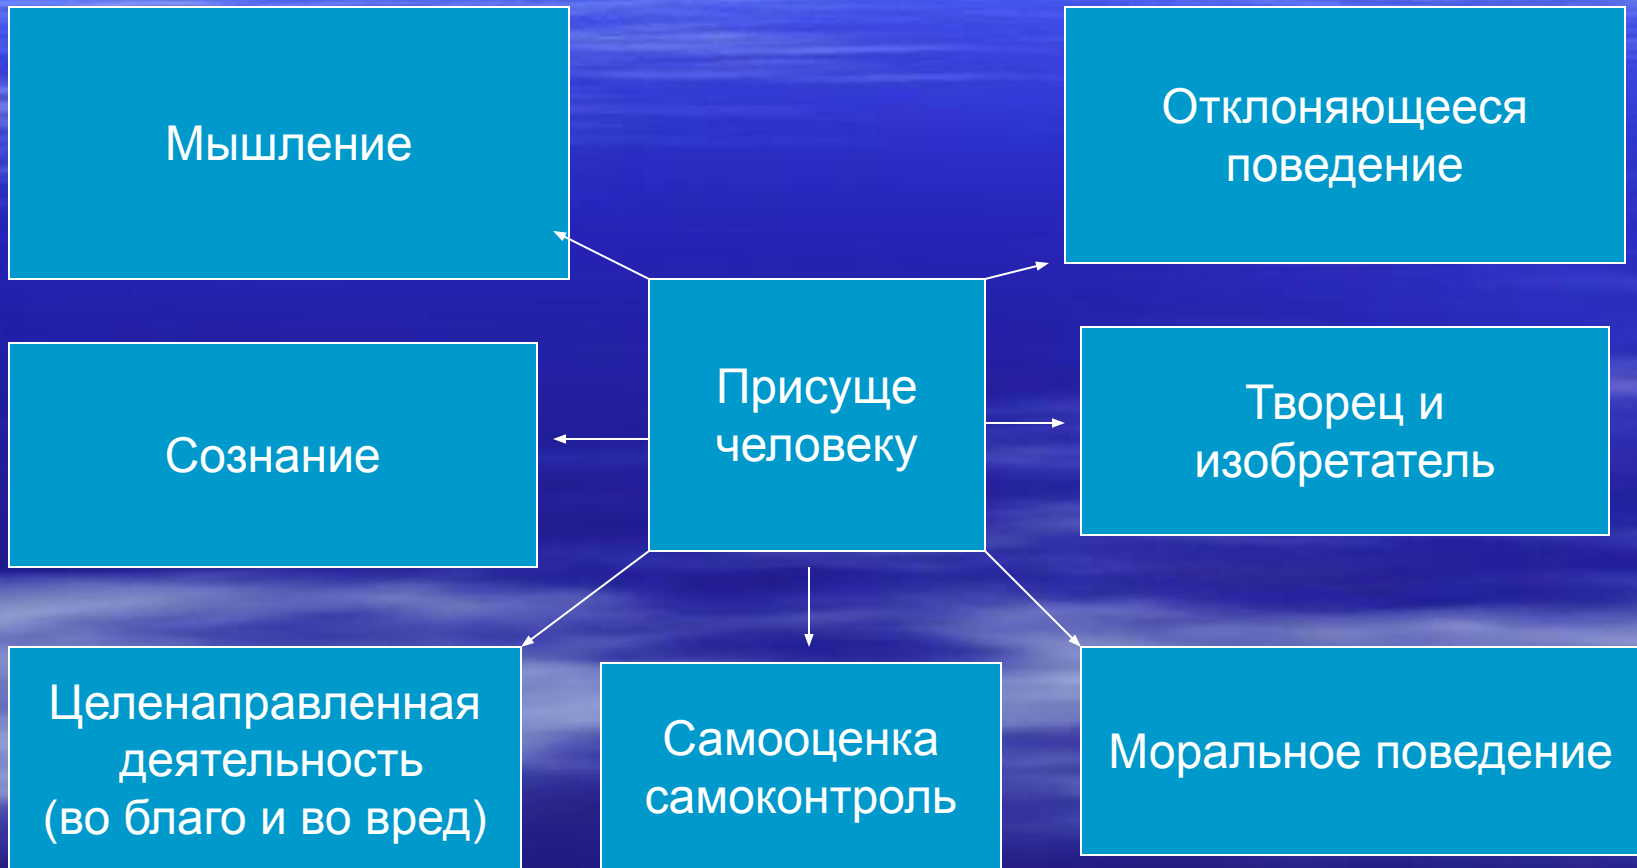 Мышление
Отклоняющееся
поведение
Присуще
человеку
Сознание
Творец и
изобретатель
Целенаправленная
деятельность
(во благо и во вред)
Самооценка
самоконтроль
Моральное поведение